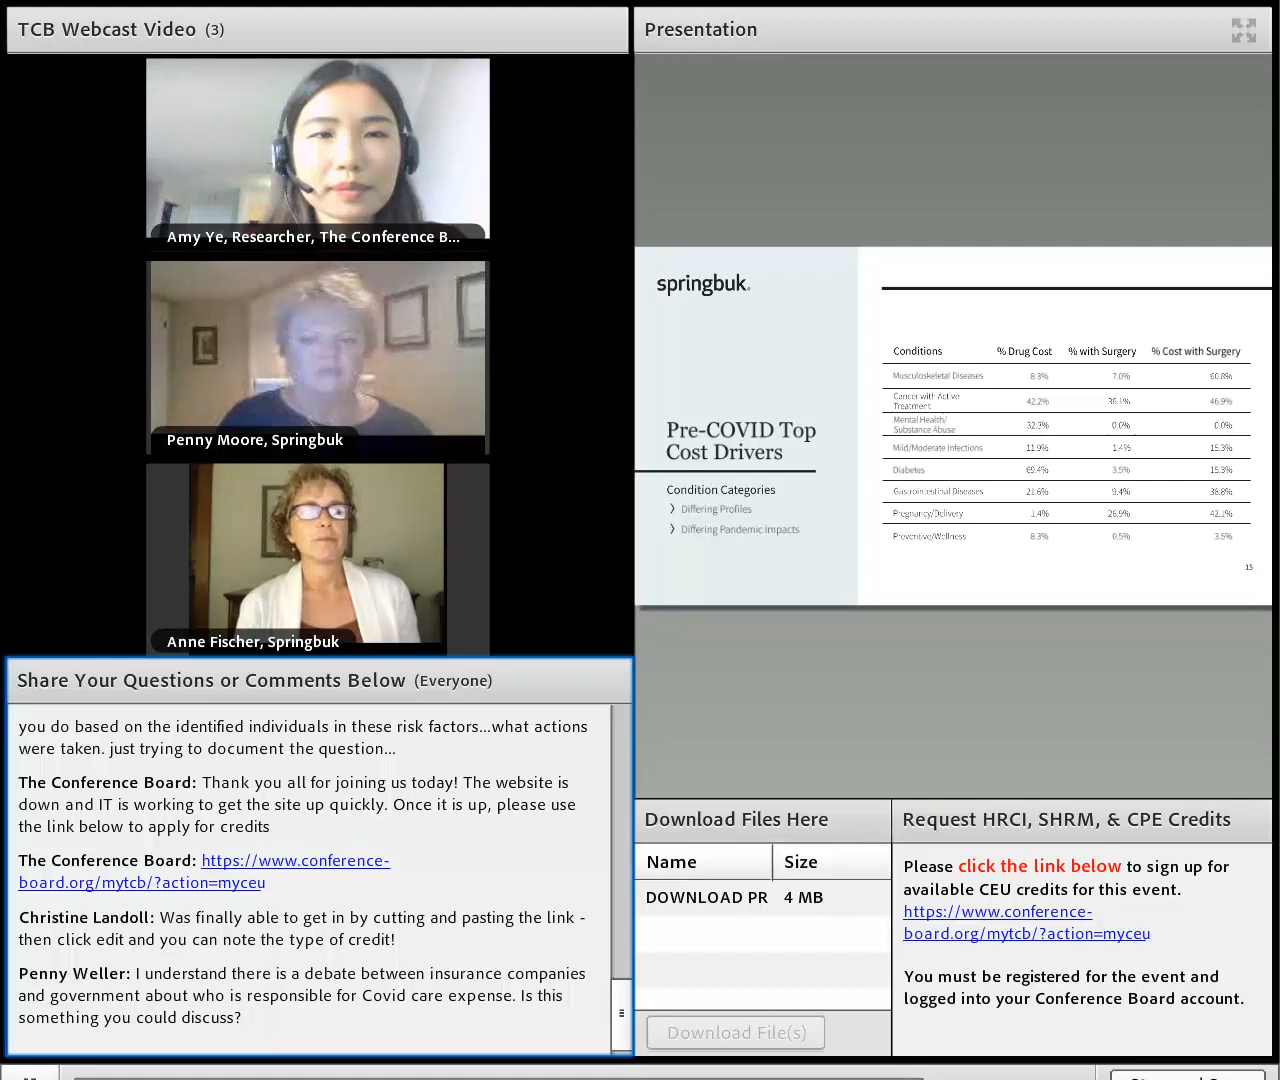 TCB Webcast Video (3)
Amy Ye, Researcher, The Conference B...
Penny Moore, Springbuk
Anne Fischer, Springbuk
Share Your Questions or Comments Below (Everyone)
you do based on the identified individuals in these risk factors...what actions
were taken. just trying to document the question...
The Conference Board: Thank you all for joining us today! The website is
down and IT is working to get the site up quickly. Once it is up, please use
the link below to apply for credits
The Conference Board: https://www.conference-
board.org/mytcb/?action=myceu
Christine Landoll: Was finally able to get in by cutting and pasting the link -
then click edit and you can note the type of credit!
Penny Weller: I understand there is a debate between insurance companies
and government about who is responsible for Covid care expense. Is this
something you could discuss?
Presentation
springbuk.
Pre-COVID Top
Cost Drivers
Condition Categories
Differing Profiles
Differing Pandemic Impacts
Conditions % Drug Cost % with Surgery % Cost with Surgery
Musculoskeletal Diseases 8.3% 7.0% 60.8%
Cancer with Active
Treatment 42.2% 36.1% 46.9%
Mental Health/
Substance Abuse 32.3% 0.0% 0.0%
Mild/Moderate Infections 11.9% 1.4% 15.3%
Diabetes 69.4% 3.5% 15.3%
Gastrointestinal Diseases 21.6% 9.4% 38.8%
Pregnancy/Delivery 1.4% 26.9% 42.1%
Preventive/Wellness 8.3% 0.5% 3.5%
15
Download Files Here
Name Size
DOWNLOAD PR 4 MB
Download File(s)
Request HRCI, SHRM, & CPE Credits
Please click the link below to sign up for
available CEU credits for this event.
https://www.conference-
board.org/mytcb/?action=myceu
You must be registered for the event and
logged into your Conference Board account.